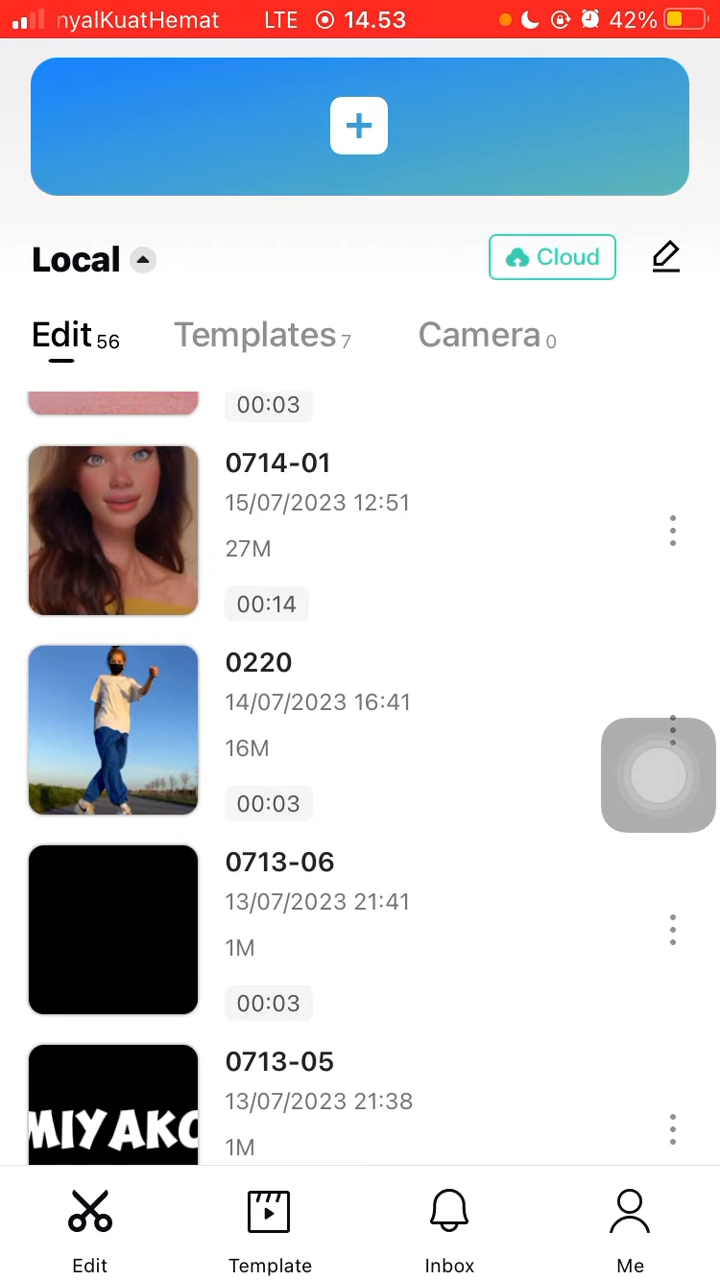 nyalKuatHemat LTE 14.53 42%
Local Cloud
Edit 56 Templates 7 Camera 0
00:03
0714-01
15/07/2023 12:51
27M
00:14
0220
14/07/2023 16:41
16M
00:03
0713-06
13/07/2023 21:41
1M
00:03
0713-05
MIYAKO
13/07/2023 21:38
1M
Edit Template Inbox Me